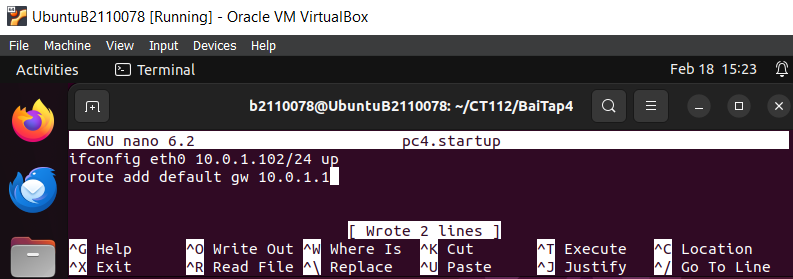 UbuntuB2110078 [Running] - Oracle VM VirtualBox
File Machine View Input Devices Help
Activities Terminal Feb 18 15:23
b2110078@UbuntuB2110078: ~/CT112/BaiTap4
GNU nano 6.2 pc4.startup
ifconfig eth0 10.0.1.102/24 up
route add default gw 10.0.1.1
[ Wrote 2 lines ]
^G Help ^O Write Out ^W Where Is ^K Cut ^T Execute ^C Location
^X Exit ^R Read File ^\ Replace ^U Paste ^J Justify ^/ Go To Line